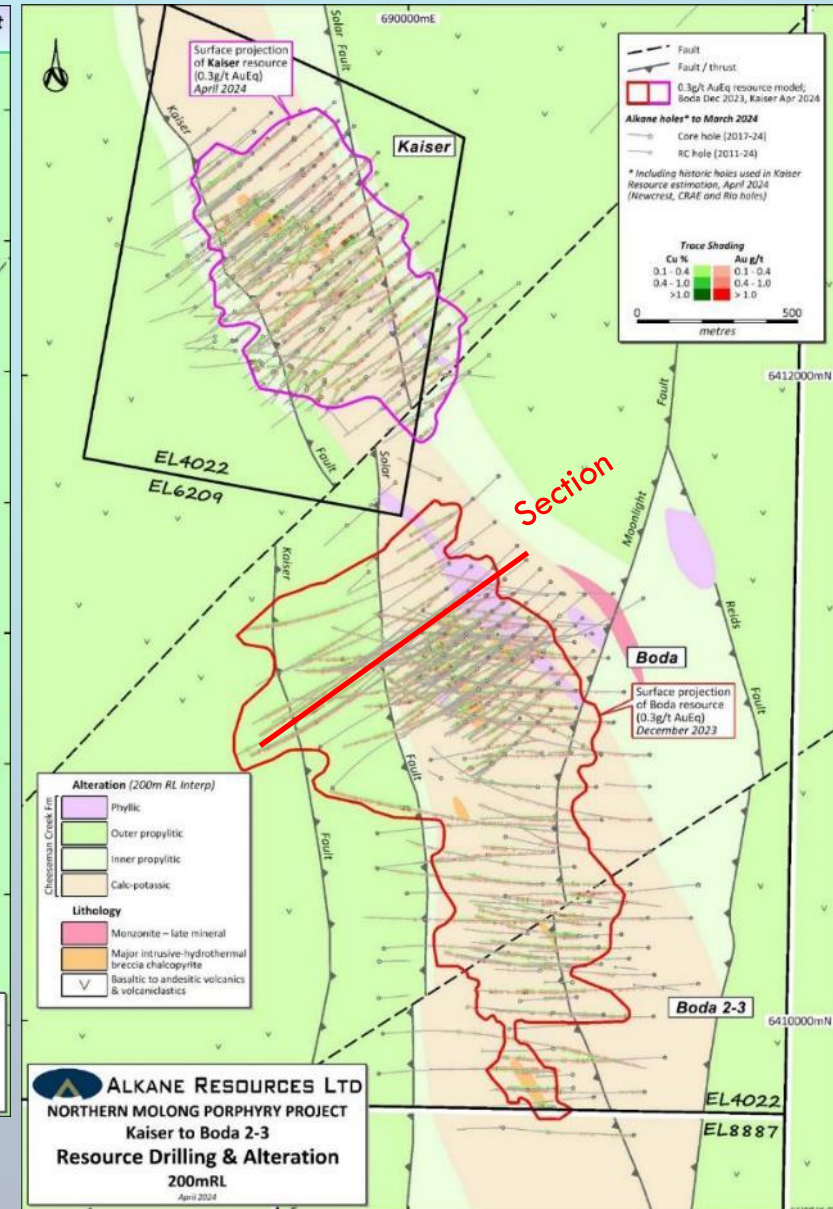 t
690000mE
Surface projection
of Kaiser resource
(0.3g/t AuEq)
April 2024
Solar
Fault
Kaiser
Kaiser
Fault
Fault / thrust
0.3g/t AuEq resource model;
Boda Dec 2023, Kaiser Apr 2024
Alkane holes* to March 2024
Core hole (2017-24)
RC hole (2011-24)
* Including historic holes used in Kaiser
Resource estimation, April 2024
(Newcrest, CRAE and Rio holes)
Trace Shading
Cu % Au g/t
0.1 - 0.4 0.1 - 0.4
0.4 - 1.0 0.4 - 1.0
>1.0 > 1.0
0 500
metres
6412000mN
Fault
EL4022
EL6209
Fault
Solar
Section
Moonlight
Kaiser
Reids
Boda
Surface projection
of Boda resource
(0.3g/t AuEq)
December 2023
Fault
Fault
Fault
Alteration (200m RL Interp)
Cheeseman Creek Fm
Phyllic
Outer propylitic
Inner propylitic
Calc-potassic
Lithology
Monzonite – late mineral
Major intrusive-hydrothermal
breccia chalcopyrite
Basaltic to andesitic volcanics
& volcaniclastics
Boda 2-3
6410000mN
EL4022
EL8887
ALKANE RESOURCES LTD
NORTHERN MOLONG PORPHYRY PROJECT
Kaiser to Boda 2-3
Resource Drilling & Alteration
200mRL
April 2024